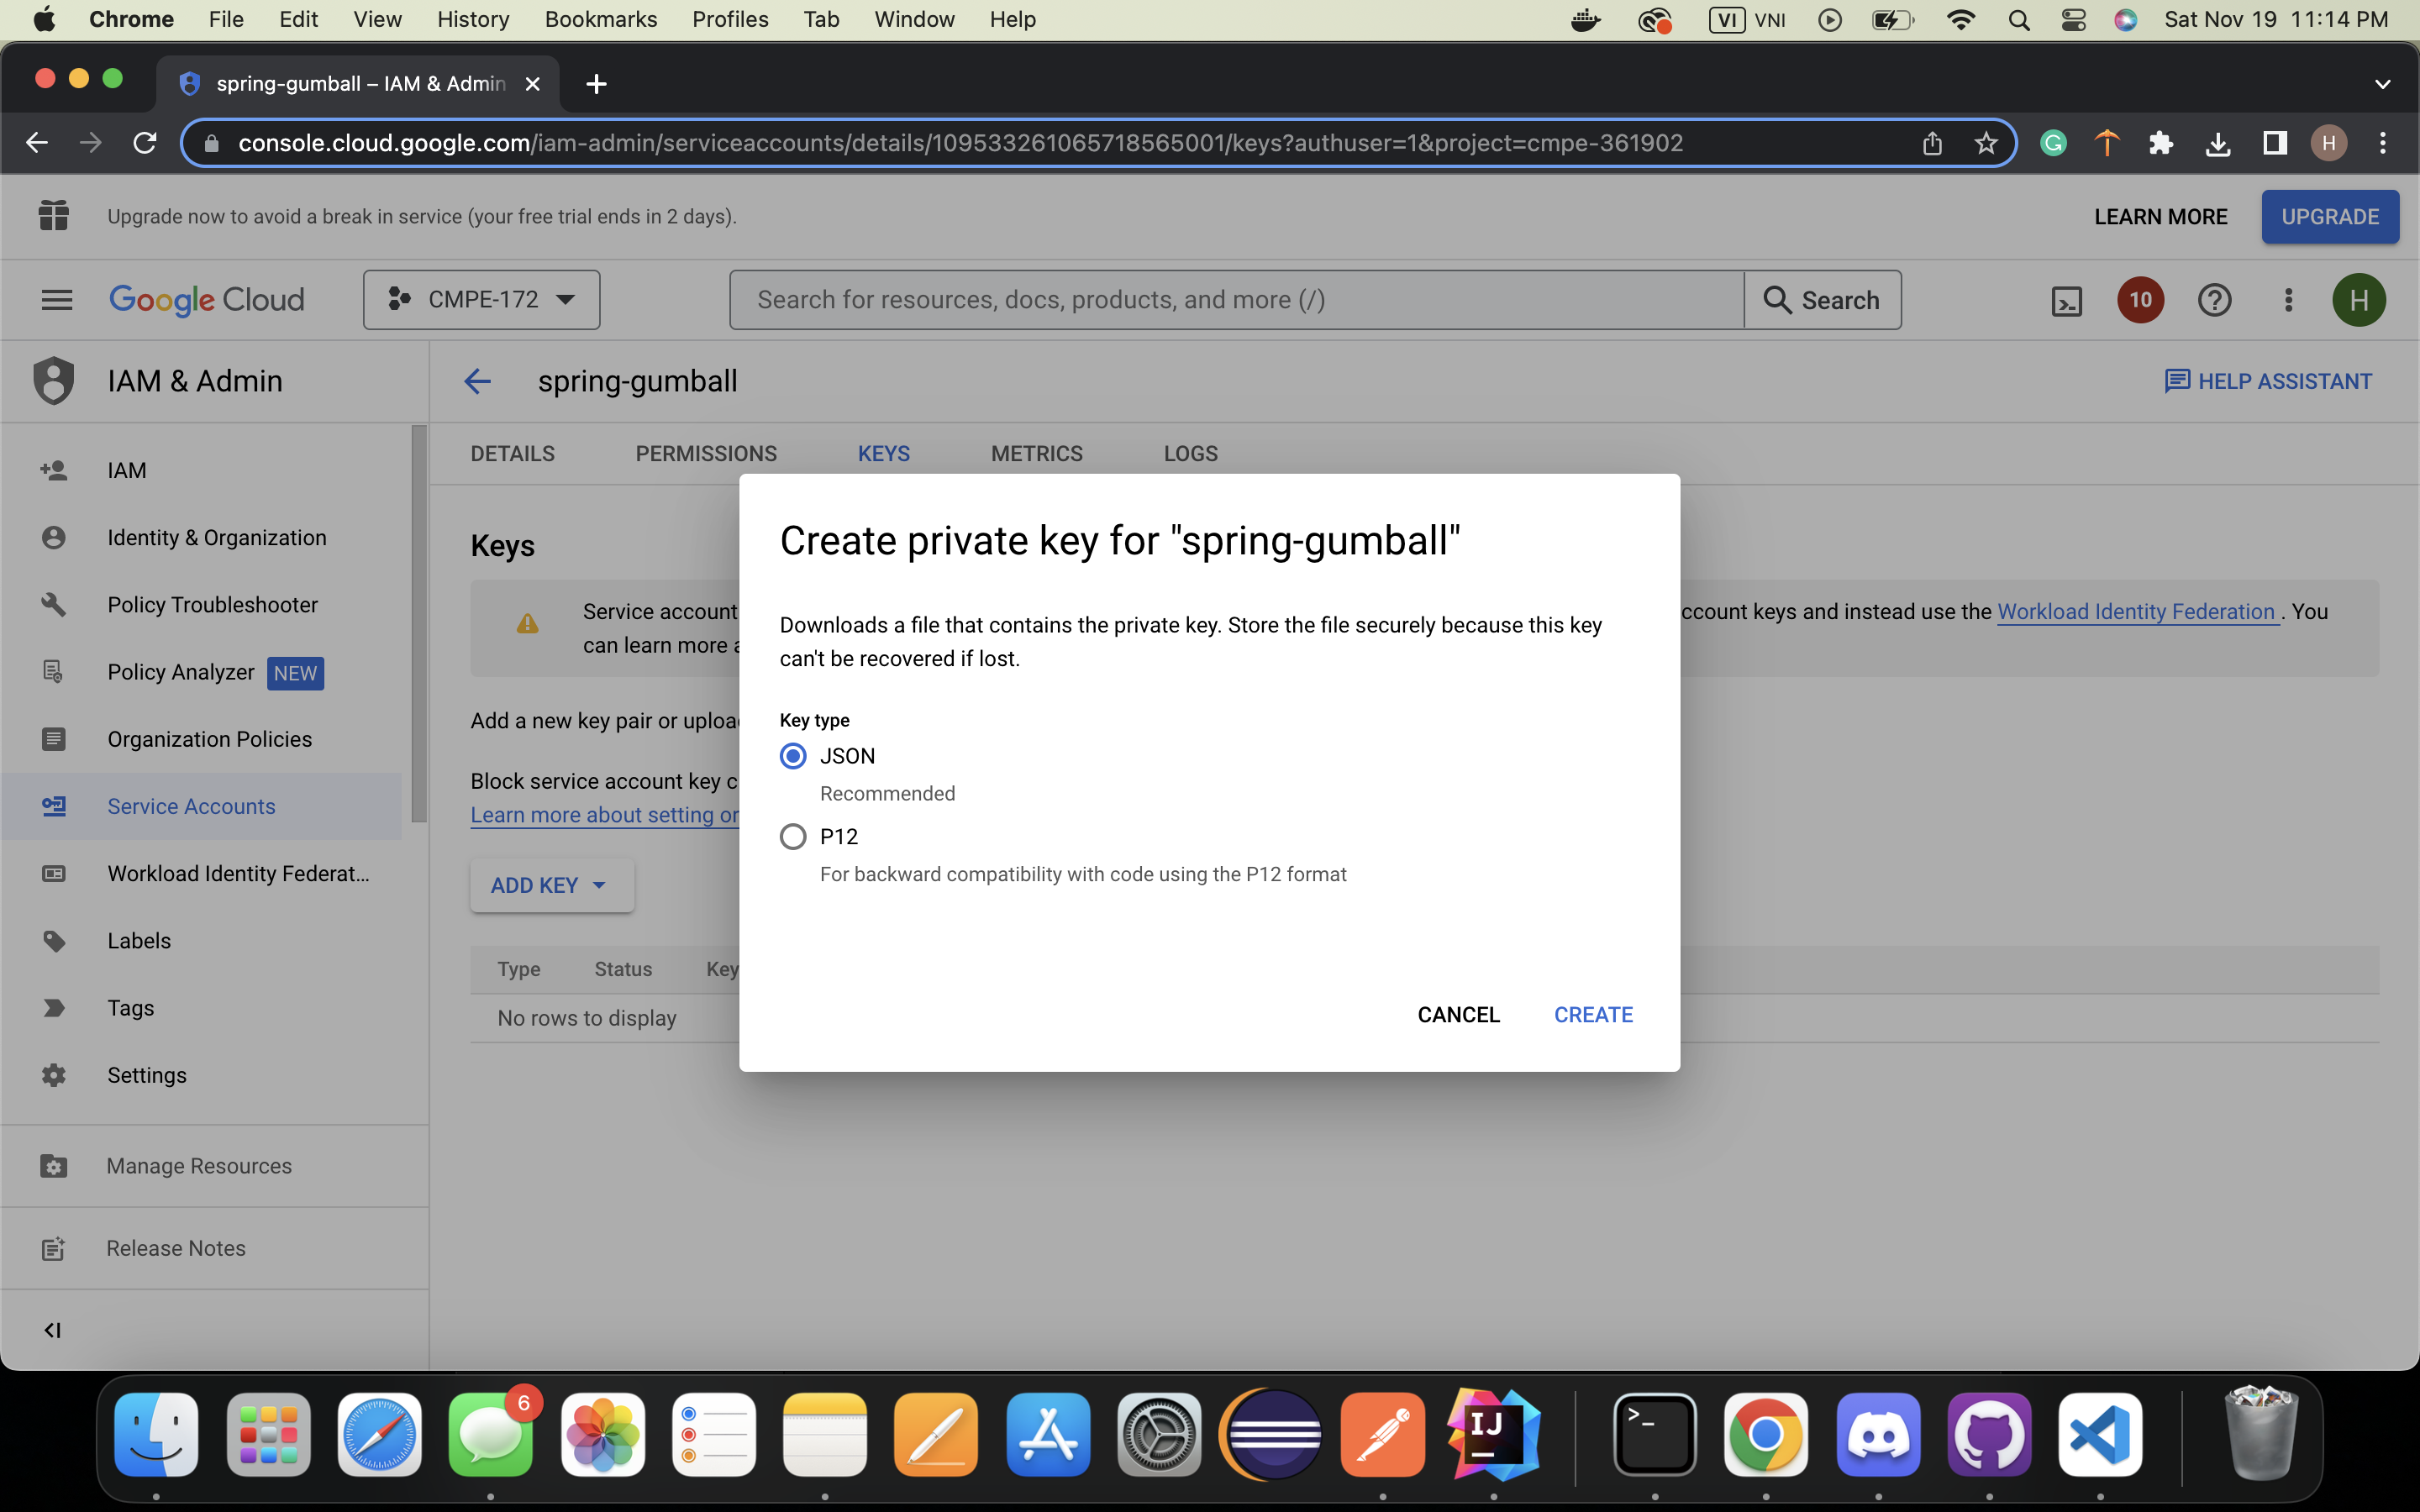 Chrome File Edit View History Bookmarks Profiles Tab Window Help VI VNI Sat Nov 19 11:14 PM
spring-gumball – IAM & Admin
console.cloud.google.com/iam-admin/serviceaccounts/details/109533261065718565001/keys?authuser=1&project=cmpe-361902 G H
Upgrade now to avoid a break in service (your free trial ends in 2 days). LEARN MORE UPGRADE
Google Cloud CMPE-172 Search for resources, docs, products, and more (/) Search 10 H
IAM & Admin spring-gumball HELP ASSISTANT
DETAILS PERMISSIONS KEYS METRICS LOGS
IAM
Identity & Organization
Policy Troubleshooter
Policy Analyzer NEW
Organization Policies
Service Accounts
Workload Identity Federat...
Labels
Tags
Settings
Manage Resources
Release Notes
Keys
Service account
ccount keys and instead use the Workload Identity Federation . You
can learn more a
Add a new key pair or uploa
Block service account key c
Learn more about setting or
ADD KEY
Type Status Key
No rows to display
Create private key for "spring-gumball"
Downloads a file that contains the private key. Store the file securely because this key
can't be recovered if lost.
Key type
JSON
Recommended
P12
For backward compatibility with code using the P12 format
CANCEL CREATE
6
IJ
>_